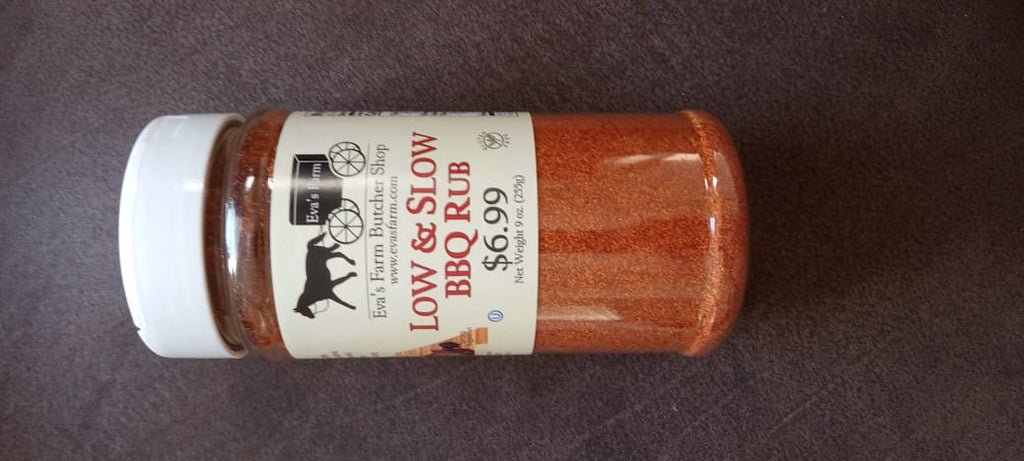 Eva's Farm
Eva's Farm Butcher Shop
www.evasfarm.com
LOW & SLOW
BBQ RUB
$6.99
Net Weight 9 oz. (255g)
U